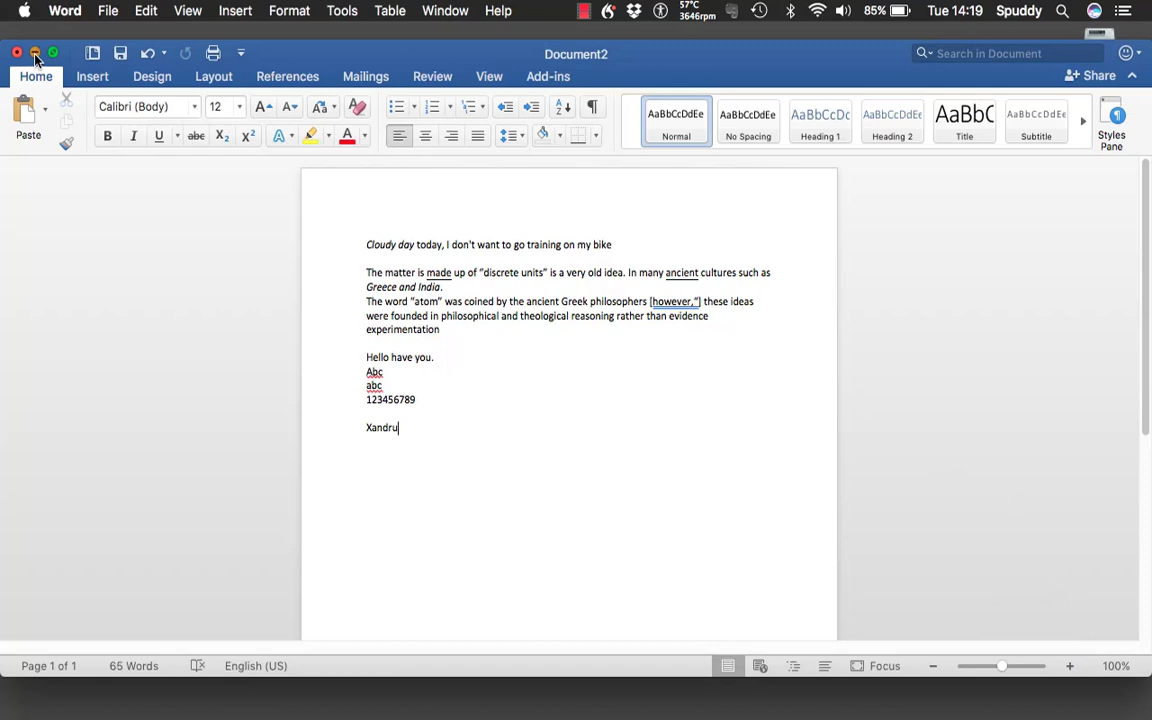 Word File Edit View Insert Format Tools Table Window Help 57°C 3646rpm 85% Tue 14:19 Spuddy
Document2
Search in Document
Home Insert Design Layout References Mailings Review View Add-ins Share
Paste
Calibri (Body) 12
AaBbCcDdEe Normal
AaBbCcDdEe No Spacing
AaBbCcDc Heading 1
AaBbCcDdEe Heading 2
AaBbC Title
AaBbCcDdEe Subtitle
Styles Pane
Cloudy day today, I don't want to go training on my bike
The matter is made up of “discrete units” is a very old idea. In many ancient cultures such as
Greece and India.
The word “atom” was coined by the ancient Greek philosophers [however,“] these ideas
were founded in philosophical and theological reasoning rather than evidence
experimentation
Hello have you.
Abc
abc
123456789
Xandru
Page 1 of 1 65 Words English (US) Focus 100%